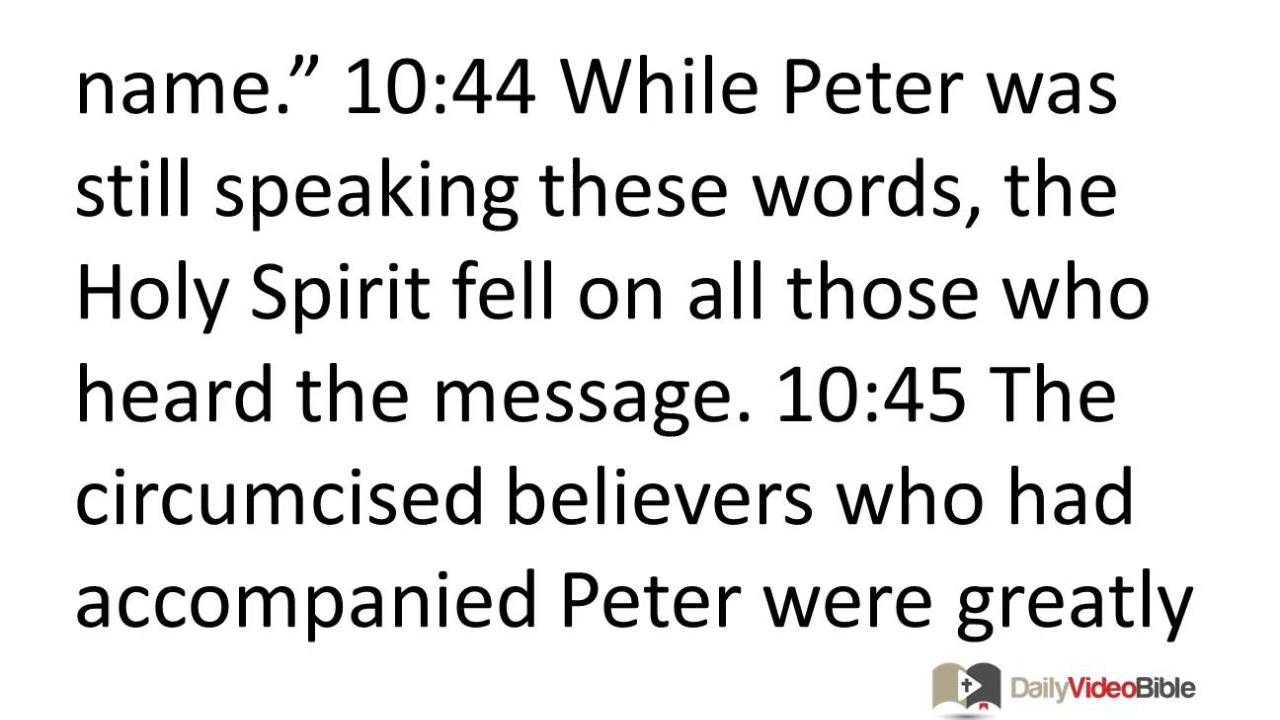 name.” 10:44 While Peter was
still speaking these words, the
Holy Spirit fell on all those who
heard the message. 10:45 The
circumcised believers who had
accompanied Peter were greatly
DailyVideoBible